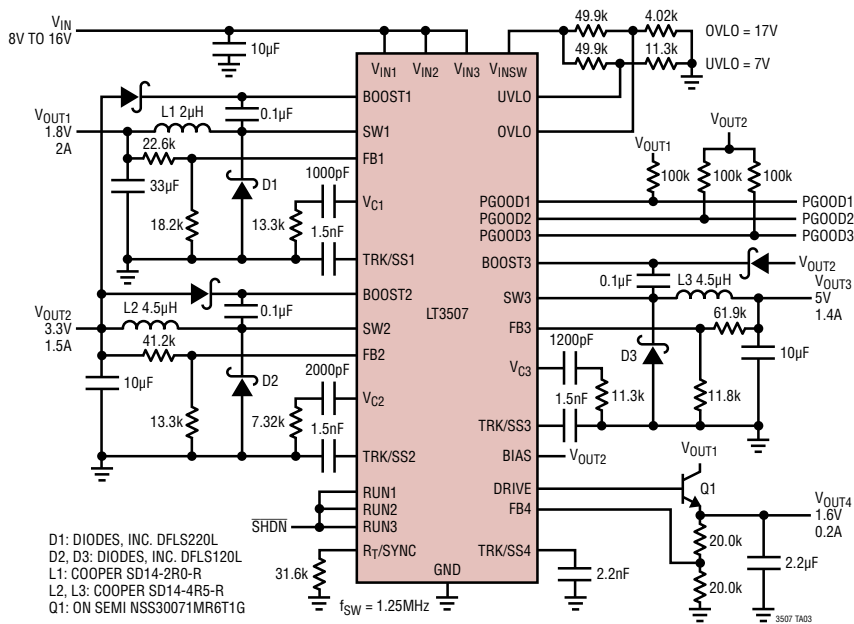 VIN
8V TO 16V
10µF
VIN1
VIN2
VIN3
VINSW
49.9k
4.02k
OVLO = 17V
49.9k
11.3k
UVLO = 7V
BOOST1
UVLO
OVLO
L1 2µH
0.1µF
VOUT1
1.8V
2A
SW1
22.6k
FB1
33µF
D1
1000pF
VC1
18.2k
13.3k
1.5nF
TRK/SS1
VOUT1
VOUT2
100k
100k
100k
PGOOD1
PGOOD1
PGOOD2
PGOOD2
PGOOD3
PGOOD3
BOOST3
VOUT2
BOOST2
0.1µF
L2 4.5µH
VOUT2
3.3V
1.5A
SW2
41.2k
FB2
10µF
D2
2000pF
VC2
13.3k
7.32k
1.5nF
TRK/SS2
LT3507
0.1µF
L3 4.5µH
VOUT3
5V
1.4A
SW3
61.9k
FB3
10µF
1200pF
D3
VC3
11.3k
11.8k
1.5nF
TRK/SS3
BIAS
VOUT2
VOUT1
DRIVE
Q1
FB4
VOUT4
1.6V
0.2A
20.0k
2.2µF
20.0k
TRK/SS4
2.2nF
RUN1
RUN2
RUN3
SHDN
RT/SYNC
GND
31.6k
fSW = 1.25MHz
D1: DIODES, INC. DFLS220L
D2, D3: DIODES, INC. DFLS120L
L1: COOPER SD14-2R0-R
L2, L3: COOPER SD14-4R5-R
Q1: ON SEMI NSS30071MR6T1G
3507 TA03